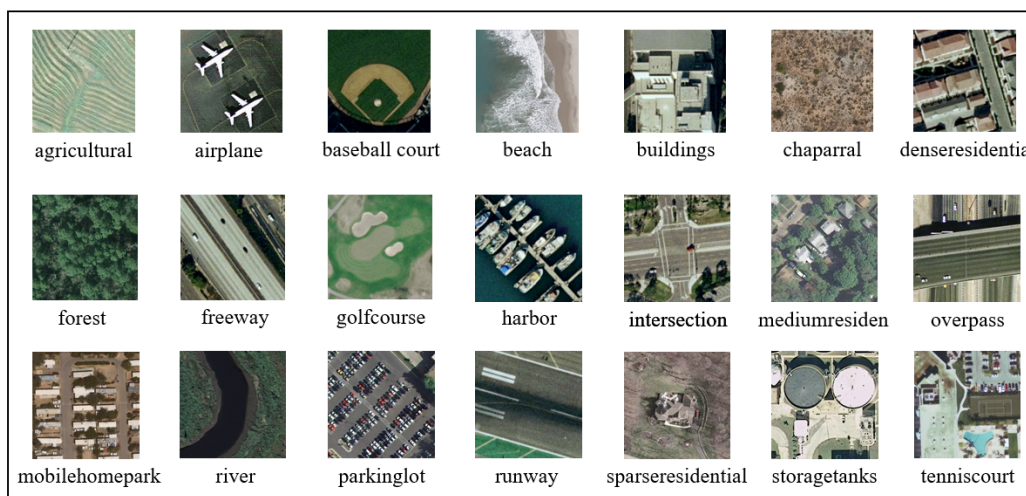 agricultural airplane baseball court beach buildings chaparral denseresidential
forest freeway golfcourse harbor intersection mediumresiden overpass
mobilehomepark river parkinglot runway sparseresidential storagetanks tenniscourt